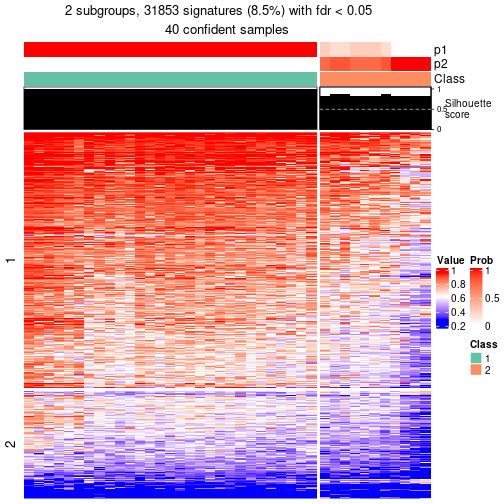 2 subgroups, 31853 signatures (8.5%) with fdr < 0.05
40 confident samples
p1
p2
Class
1
0.5
0
Silhouette
score
1
2
Value
1
0.8
0.6
0.4
0.2
Prob
1
0.5
0
Class
1
2